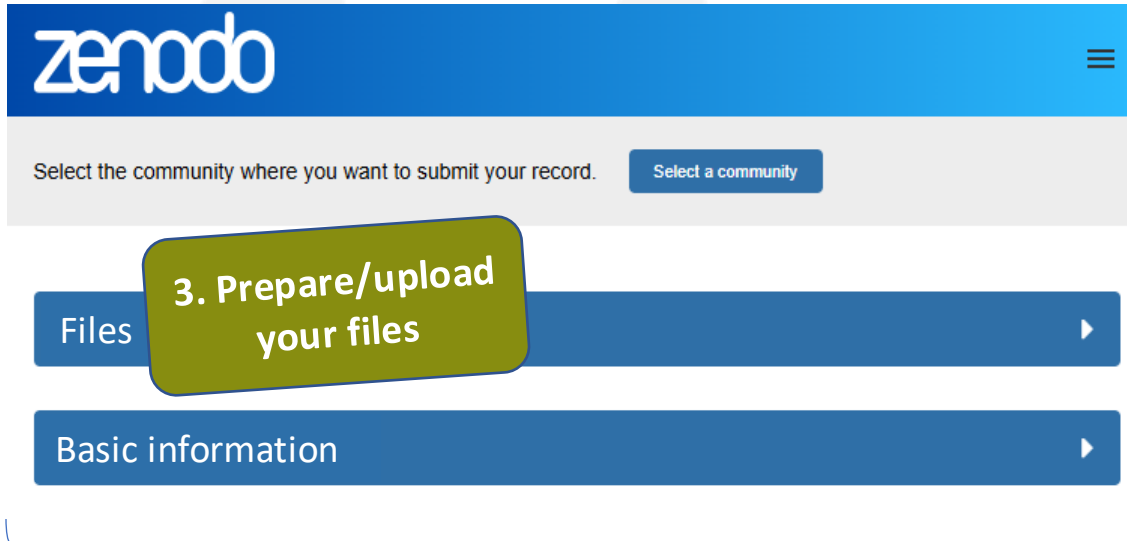 zenodo
Select the community where you want to submit your record.
Select a community
3. Prepare/upload
your files
Files
Basic information